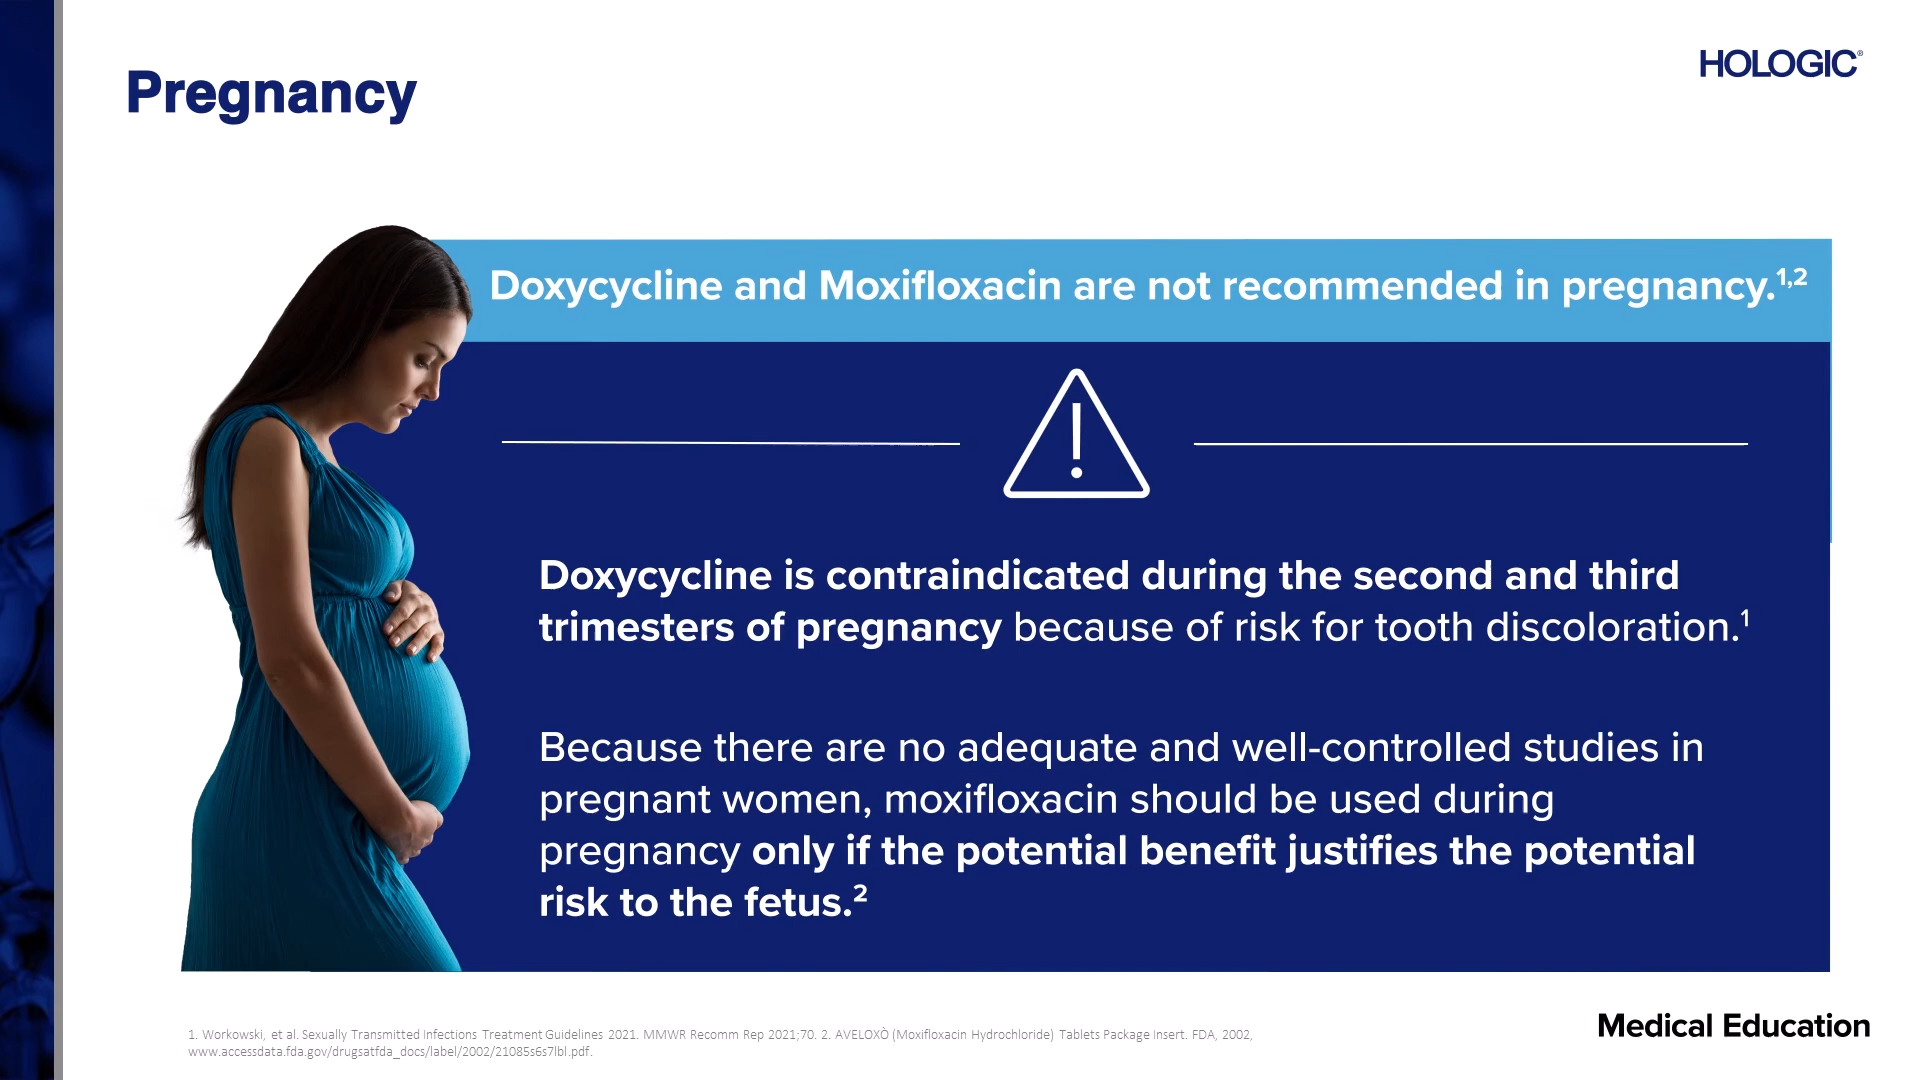 Pregnancy
HOLOGIC®
Doxycycline and Moxifloxacin are not recommended in pregnancy.1,2
Doxycycline is contraindicated during the second and third
trimesters of pregnancy because of risk for tooth discoloration.1
Because there are no adequate and well-controlled studies in
pregnant women, moxifloxacin should be used during
pregnancy only if the potential benefit justifies the potential
risk to the fetus.2
1. Workowski, et al. Sexually Transmitted Infections Treatment Guidelines 2021. MMWR Recomm Rep 2021;70. 2. AVELOXÒ (Moxifloxacin Hydrochloride) Tablets Package Insert. FDA, 2002,
www.accessdata.fda.gov/drugsatfda_docs/label/2002/21085s6s7lbl.pdf.
Medical Education